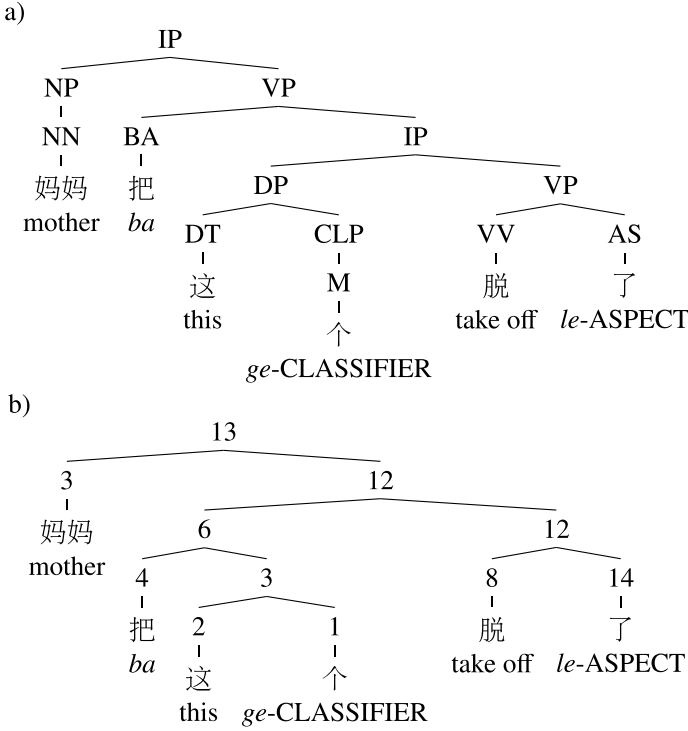 a)
IP
NP VP
NN BA IP
妈妈 把 DP VP
mother ba
DT CLP VV AS
这 M 脱 了
this take off le-ASPECT
个
ge-CLASSIFIER
b)
13
3 12
妈妈 6 12
mother
4 3 8 14
把 2 1 脱 了
ba take off le-ASPECT
这 个
this ge-CLASSIFIER